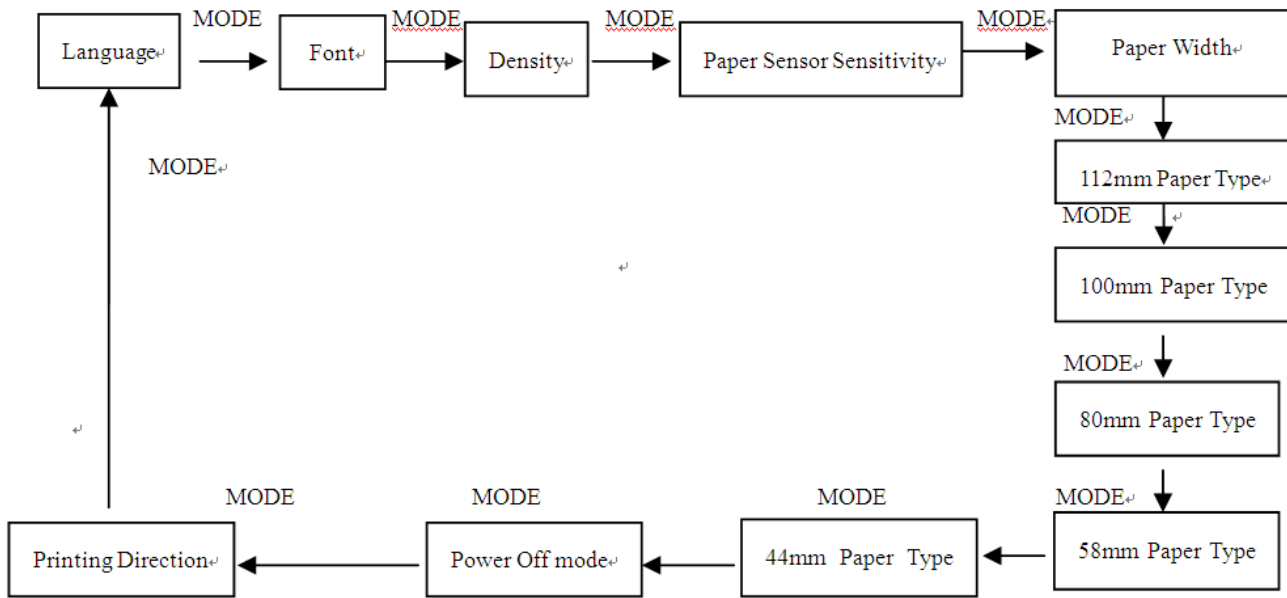 MODE MODE MODE MODE
Language Font Density Paper Sensor Sensitivity Paper Width
MODE
MODE
112mm Paper Type
MODE
100mm Paper Type
MODE
80mm Paper Type
MODE MODE MODE MODE
Printing Direction Power Off mode 44mm Paper Type 58mm Paper Type